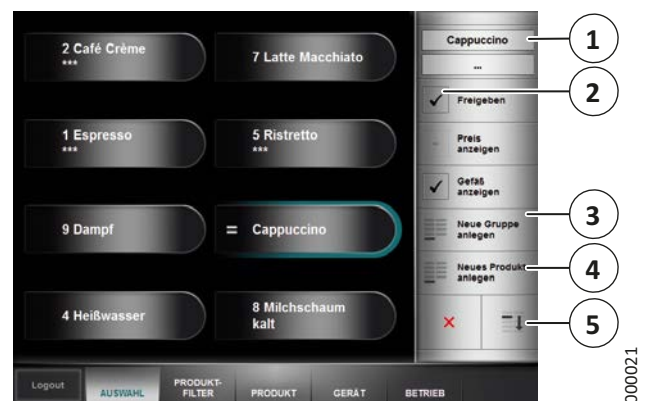 2 Café Crème
***
7 Latte Macchiato
1 Espresso
***
5 Ristretto
***
9 Dampf
= Cappuccino
4 Heißwasser
8 Milchschaum
kalt
Cappuccino
...
✓ Freigeben
- Preis
anzeigen
✓ Gefäß
anzeigen
Neue Gruppe
anlegen
Neues Produkt
anlegen
×
1
2
3
4
5
Logout
AUSWAHL
PRODUKT-
FILTER
PRODUKT
GERÄT
BETRIEB
000021